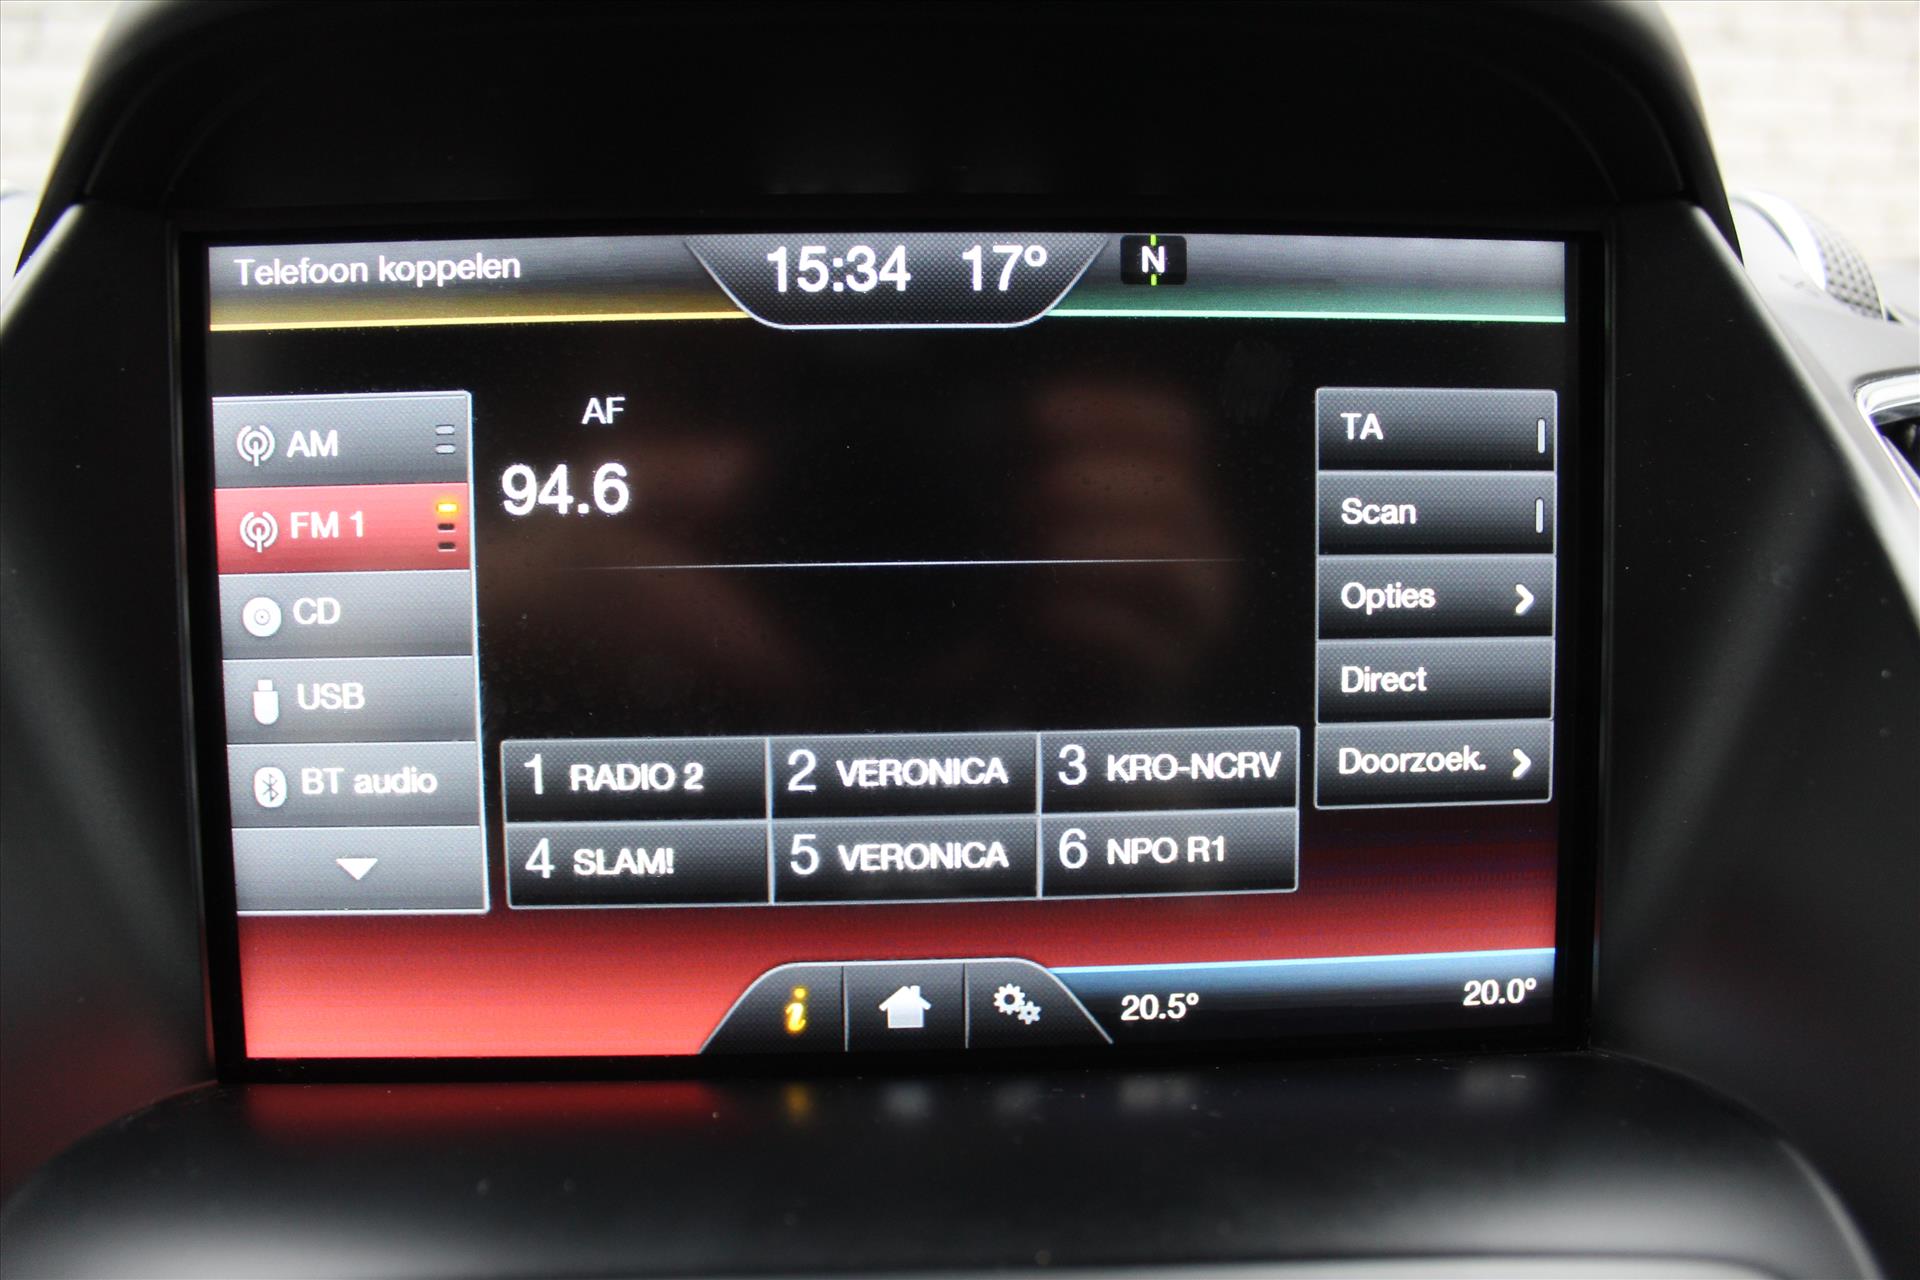 Telefoon koppelen
15:34 17° N
AM
FM 1
CD
USB
BT audio
AF
94.6
TA
Scan
Opties
Direct
Doorzoek.
1 RADIO 2
2 VERONICA
3 KRO-NCRV
4 SLAM!
5 VERONICA
6 NPO R1
i
20.5° 20.0°